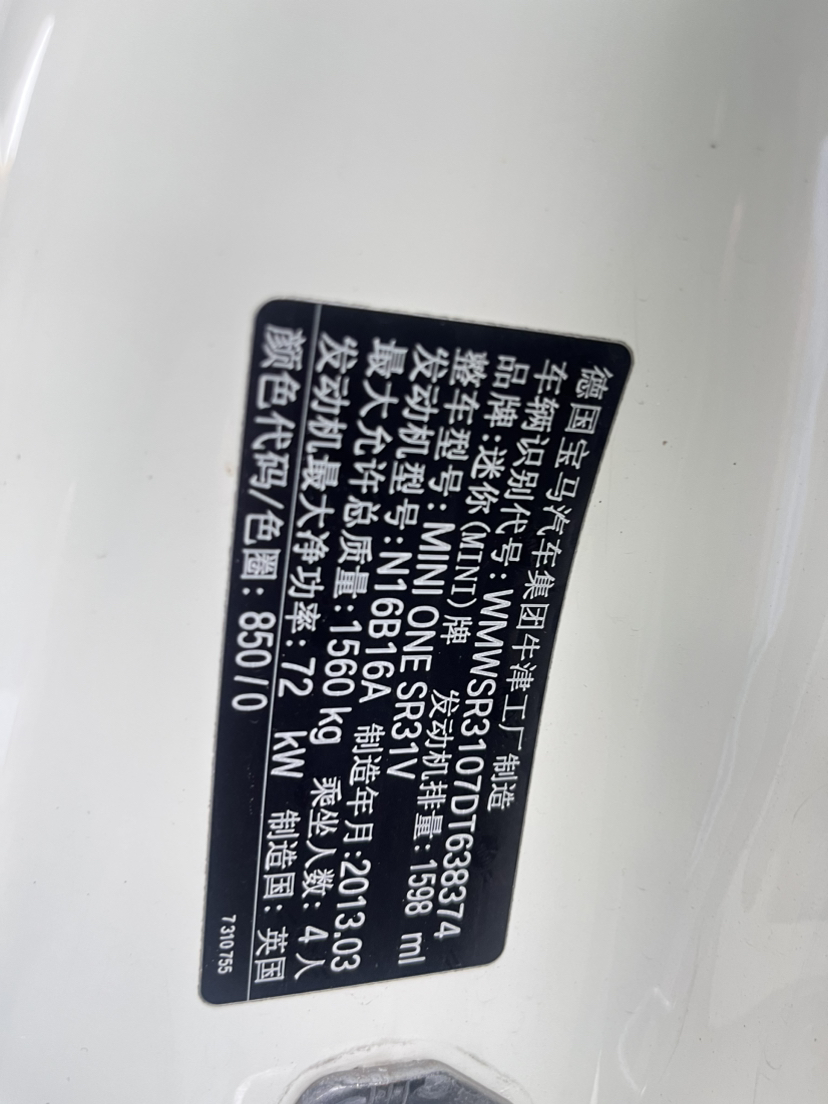 德国宝马汽车集团牛津工厂制造
车辆识别代号: WMWSR3107DT638374
品牌:迷你(MINI)牌 发动机排量: 1598 ml
整车型号: MINI ONE SR31V
发动机型号: N16B16A 制造年月:2013.03
最大允许总质量: 1560 kg 乘坐人数: 4人
发动机最大净功率: 72 kW 制造国: 英国
颜色代码/色圈: 850/0
7310755